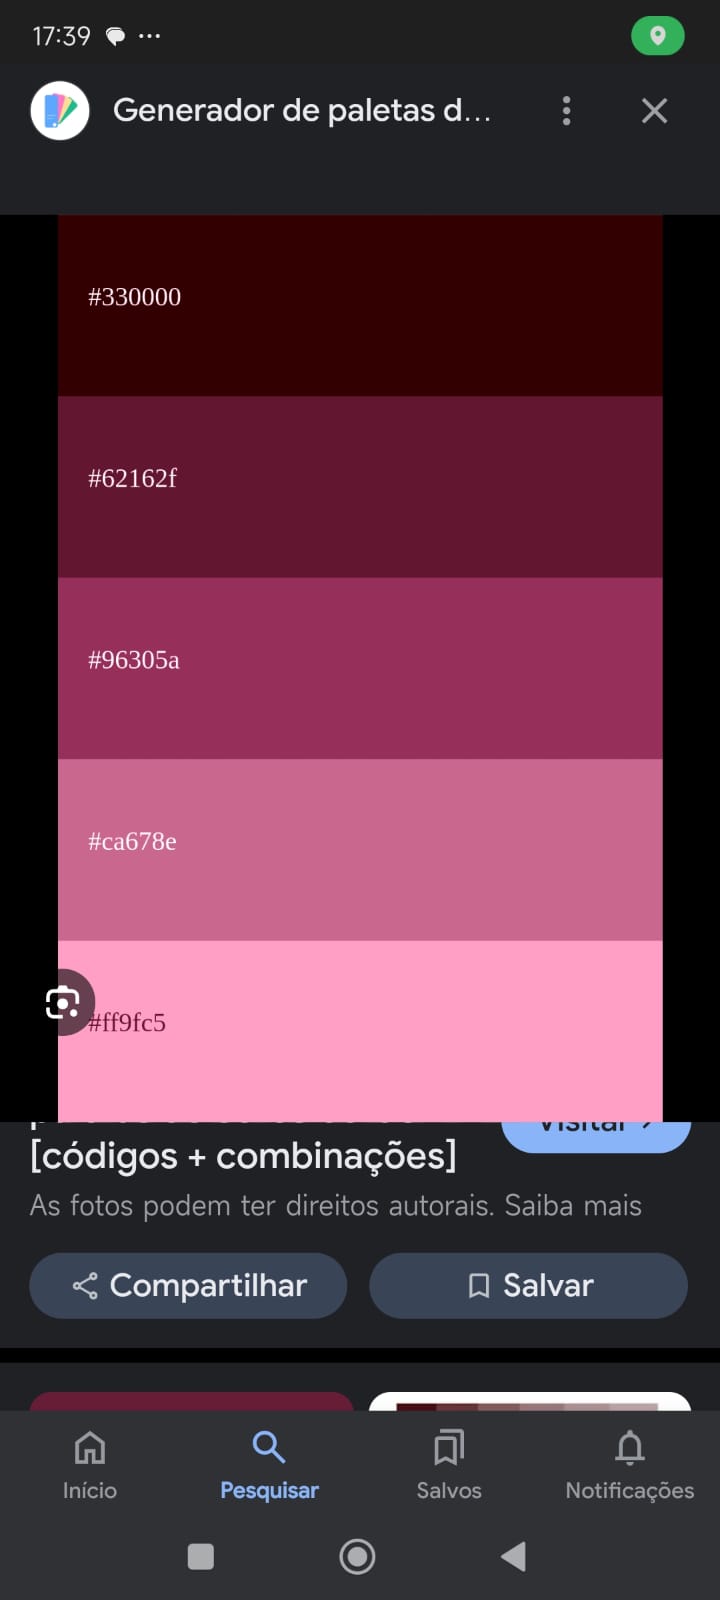 17:39
Generador de paletas d...
#330000
#62162f
#96305a
#ca678e
#ff9fc5
[códigos + combinações]
Visitar
As fotos podem ter direitos autorais. Saiba mais
Compartilhar
Salvar
Início
Pesquisar
Salvos
Notificações